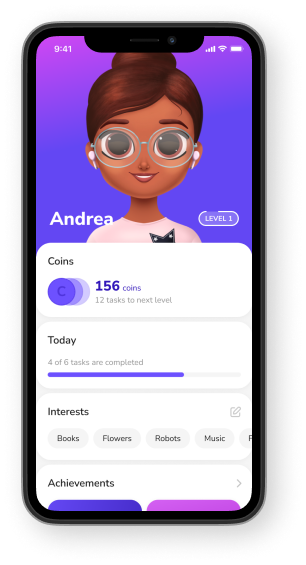 9:41
Andrea
LEVEL 1
Coins
C
156 coins
12 tasks to next level
Today
4 of 6 tasks are completed
Interests
Books Flowers Robots Music F
Achievements